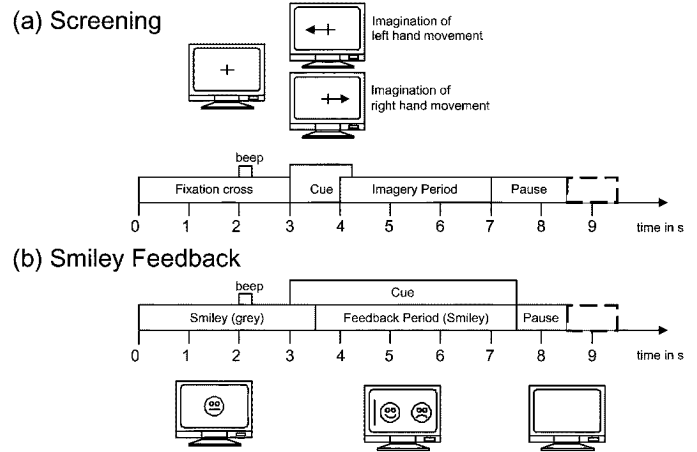 (a) Screening
Imagination of
left hand movement
Imagination of
right hand movement
beep
Fixation cross
Cue
Imagery Period
Pause
0 1 2 3 4 5 6 7 8 9 time in s
(b) Smiley Feedback
beep
Cue
Smiley (grey)
Feedback Period (Smiley)
Pause
0 1 2 3 4 5 6 7 8 9 time in s